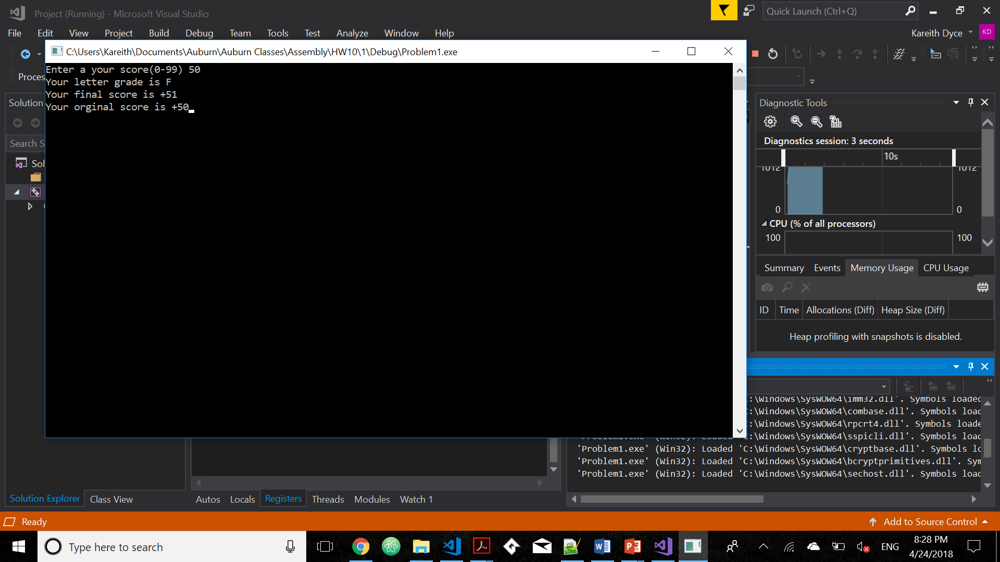 Project (Running) - Microsoft Visual Studio
Quick Launch (Ctrl+Q)
File Edit View Project Build Debug Team Tools Test Analyze Window Help
Kareith Dyce
KD
C:\Users\Kareith\Documents\Auburn\Auburn Classes\Assembly\HW10\1\Debug\Problem1.exe
Enter a your score(0-99) 50
Your letter grade is F
Your final score is +51
Your orginal score is +50
Proces
Solution
Search S
Sol
Diagnostic Tools
Diagnostics session: 3 seconds
10s
1012 1012
0 0
CPU (% of all processors)
100 100
Summary Events Memory Usage CPU Usage
ID Time Allocations (Diff) Heap Size (Diff)
Heap profiling with snapshots is disabled.
:\Windows\SysWOW64\imm32.dll'. Symbols loaded
:\Windows\SysWOW64\combase.dll'. Symbols load
:\Windows\SysWOW64\rpcrt4.dll'. Symbols loade
'Problem1.exe' (Win32): Loaded 'C:\Windows\SysWOW64\sspicli.dll'. Symbols load
'Problem1.exe' (Win32): Loaded 'C:\Windows\SysWOW64\cryptbase.dll'. Symbols lo
'Problem1.exe' (Win32): Loaded 'C:\Windows\SysWOW64\bcryptprimitives.dll'. Sym
'Problem1.exe' (Win32): Loaded 'C:\Windows\SysWOW64\sechost.dll'. Symbols load
Solution Explorer Class View
Autos Locals Registers Threads Modules Watch 1
Ready
Add to Source Control
Type here to search
ENG
8:28 PM
4/24/2018